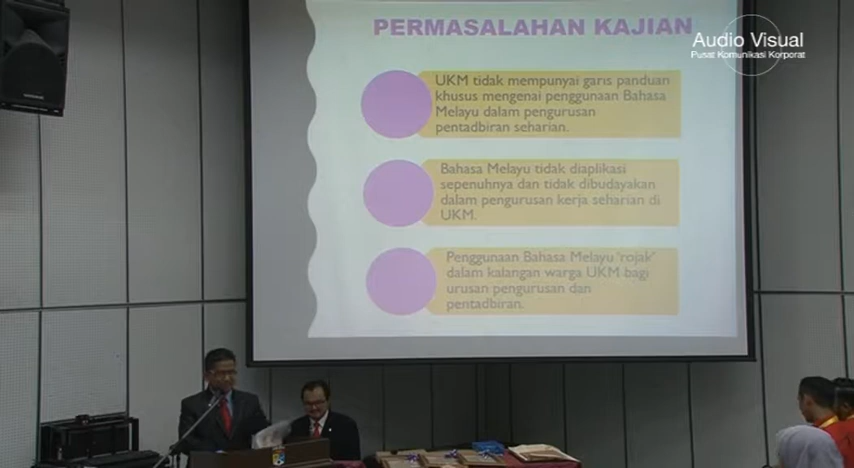 PERMASALAHAN KAJIAN
Audio Visual
Pusat Komunikasi Korporat
UKM tidak mempunyai garis panduan
khusus mengenai penggunaan Bahasa
Melayu dalam pengurusan
pentadbiran seharian.
Bahasa Melayu tidak diaplikasi
sepenuhnya dan tidak dibudayakan
dalam pengurusan kerja seharian di
UKM.
Penggunaan Bahasa Melayu 'rojak'
dalam kalangan warga UKM bagi
urusan pengurusan dan
pentadbiran.